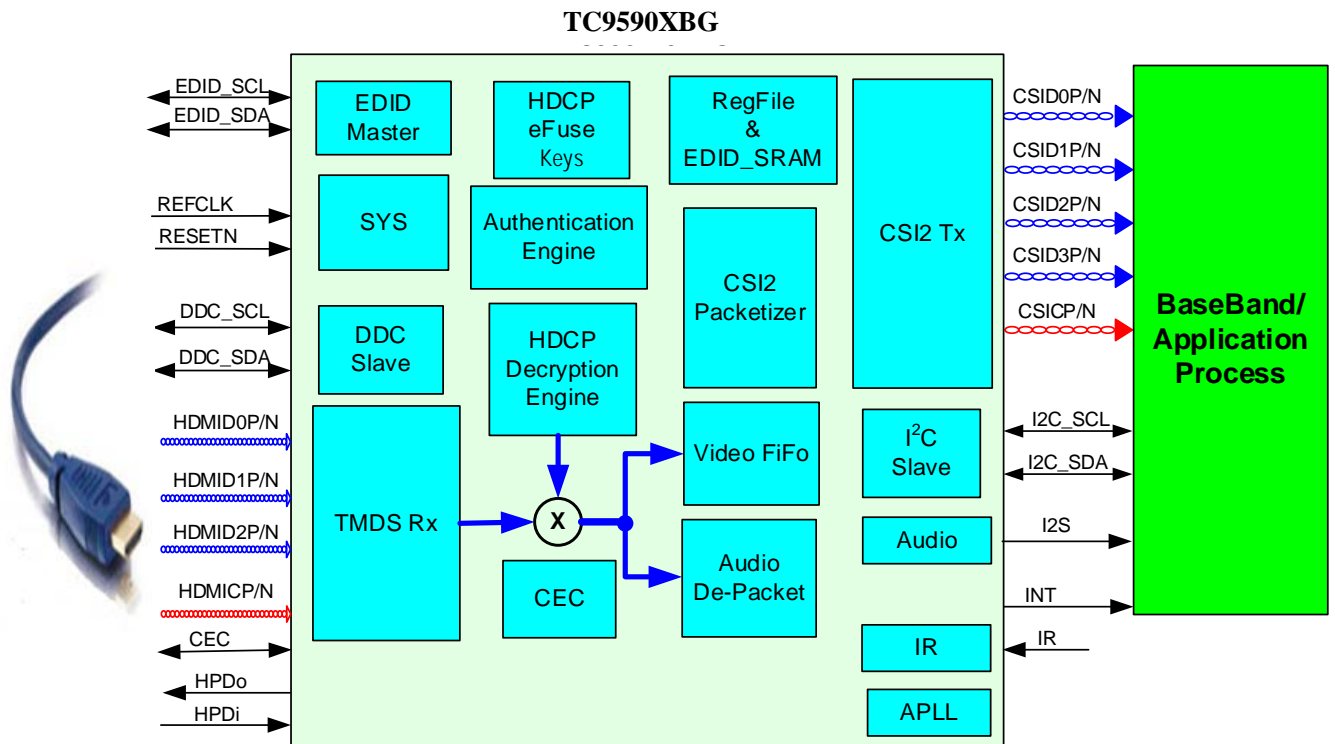 TC9590XBG
EDID_SCL
EDID_SDA
REFCLK
RESETN
DDC_SCL
DDC_SDA
HDMID0P/N
HDMID1P/N
HDMID2P/N
HDMICP/N
CEC
HPDo
HPDi
EDID
Master
HDCP
eFuse
Keys
RegFile
&
EDID_SRAM
SYS
Authentication
Engine
CSI2 Tx
CSI2
Packetizer
DDC
Slave
HDCP
Decryption
Engine
TMDS Rx
X
Video FiFo
I²C
Slave
Audio
De-Packet
Audio
CEC
IR
APLL
CSID0P/N
CSID1P/N
CSID2P/N
CSID3P/N
CSICP/N
I2C_SCL
I2C_SDA
I2S
INT
IR
BaseBand/
Application
Process